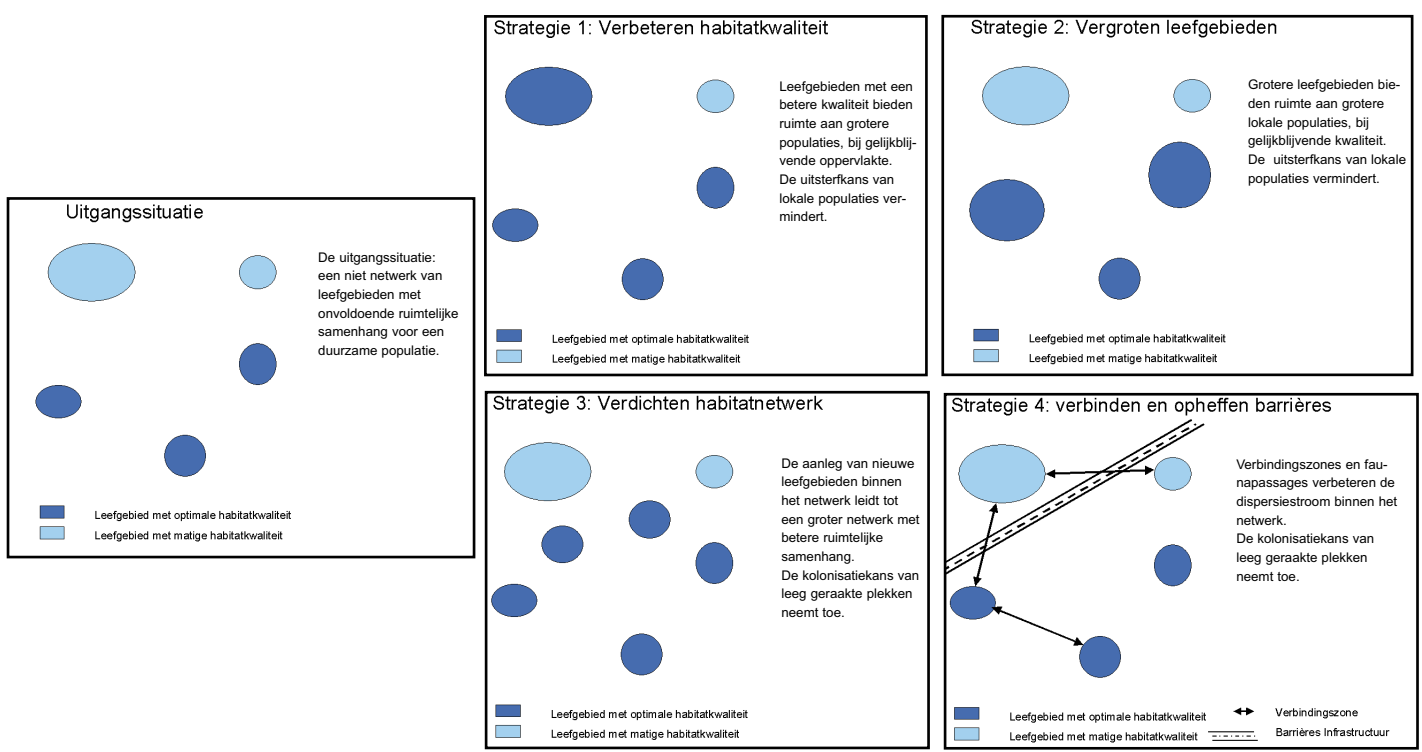 Uitgangssituatie
De uitgangssituatie:
een niet netwerk van
leefgebieden met
onvoldoende ruimtelijke
samenhang voor een
duurzame populatie.
Leefgebied met optimale habitatkwaliteit
Leefgebied met matige habitatkwaliteit
Strategie 1: Verbeteren habitatkwaliteit
Leefgebieden met een
betere kwaliteit bieden
ruimte aan grotere
populaties, bij gelijkblij-
vende oppervlakte.
De uitsterfkans van
lokale populaties ver-
mindert.
Leefgebied met optimale habitatkwaliteit
Leefgebied met matige habitatkwaliteit
Strategie 2: Vergroten leefgebieden
Grotere leefgebieden bie-
den ruimte aan grotere
lokale populaties, bij
gelijkblijvende kwaliteit.
De uitsterfkans van lokale
populaties vermindert.
Leefgebied met optimale habitatkwaliteit
Leefgebied met matige habitatkwaliteit
Strategie 3: Verdichten habitatnetwerk
De aanleg van nieuwe
leefgebieden binnen
het netwerk leidt tot
een groter netwerk met
betere ruimtelijke
samenhang.
De kolonisatiekans van
leeg geraakte plekken
neemt toe.
Leefgebied met optimale habitatkwaliteit
Leefgebied met matige habitatkwaliteit
Strategie 4: verbinden en opheffen barrières
Verbindingszones en fau-
napassages verbeteren de
dispersiestroom binnen het
netwerk.
De kolonisatiekans van
leeg geraakte plekken
neemt toe.
Leefgebied met optimale habitatkwaliteit
Leefgebied met matige habitatkwaliteit
Verbindingszone
Barrières Infrastructuur